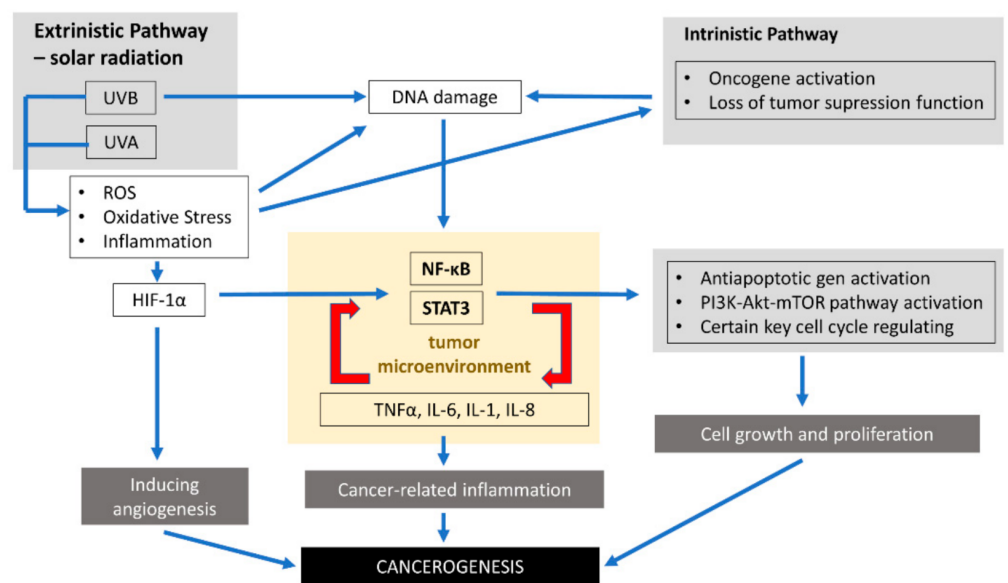 Extrinistic Pathway
– solar radiation
UVB
UVA
DNA damage
Intrinistic Pathway
• Oncogene activation
• Loss of tumor supression function
• ROS
• Oxidative Stress
• Inflammation
HIF-1α
NF-κB
STAT3
tumor
microenvironment
TNFα, IL-6, IL-1, IL-8
• Antiapoptotic gen activation
• PI3K-Akt-mTOR pathway activation
• Certain key cell cycle regulating
Cell growth and proliferation
Inducing
angiogenesis
Cancer-related inflammation
CANCEROGENESIS